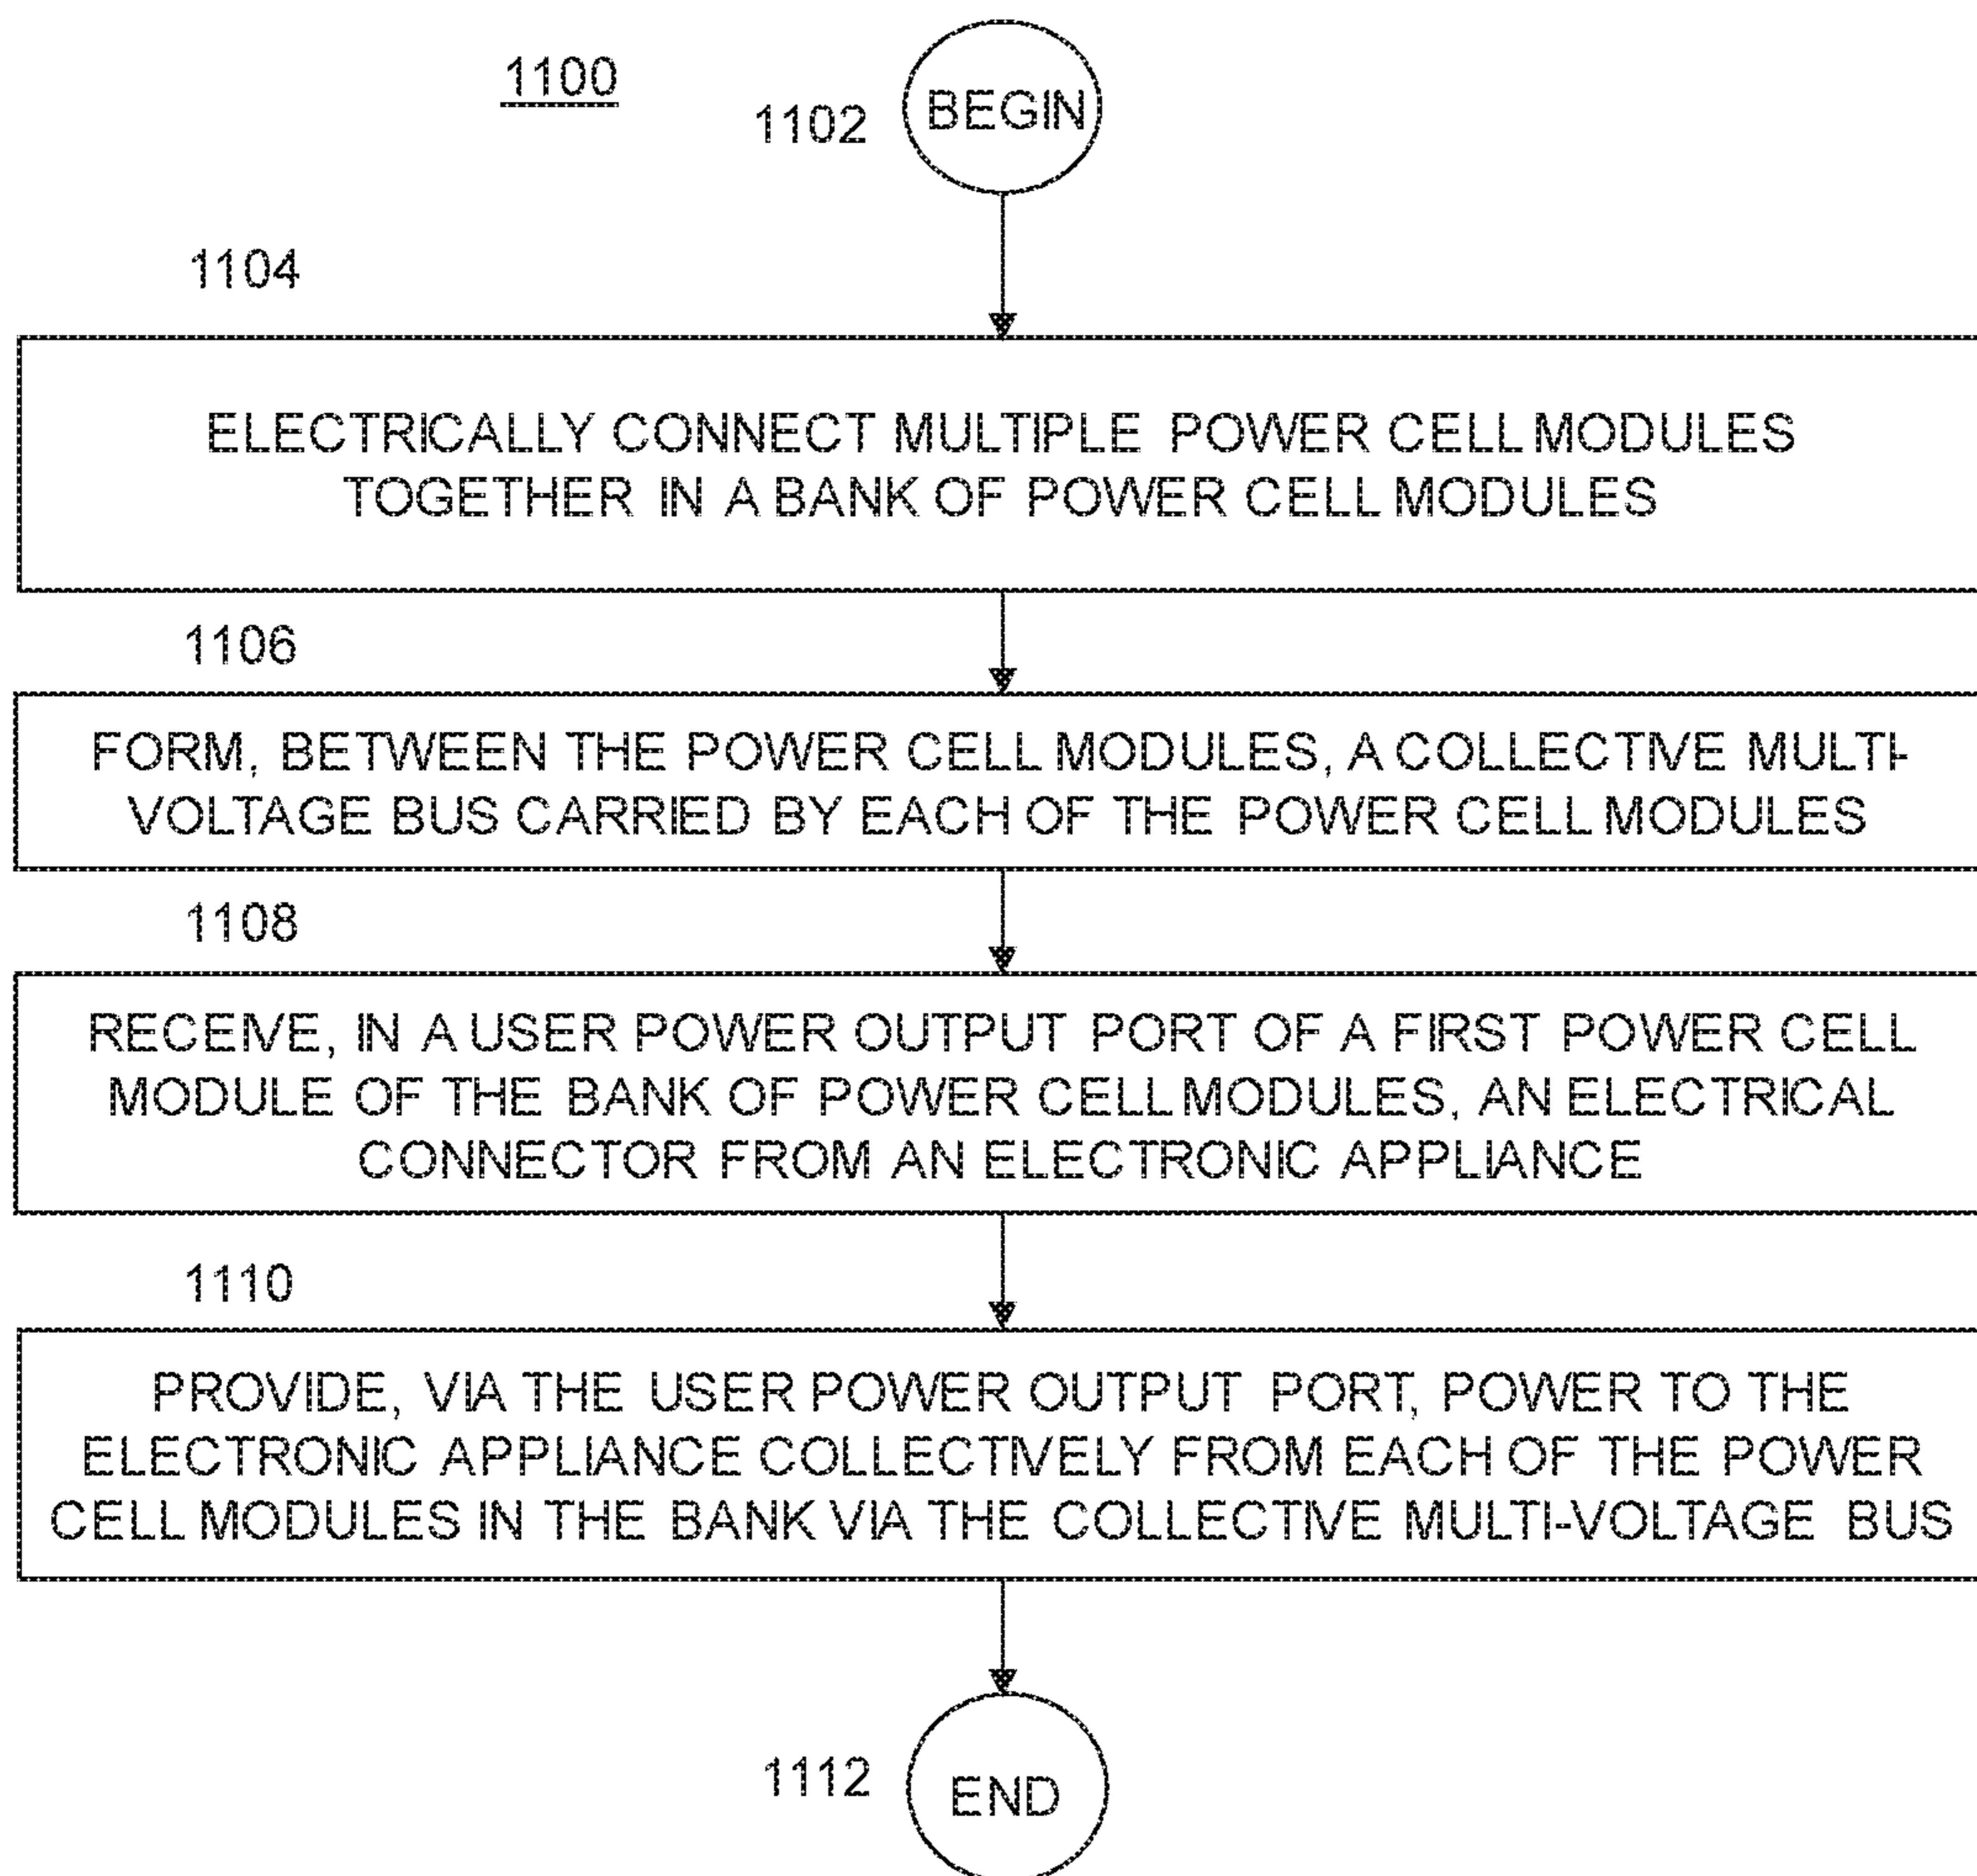 1100
1102
BEGIN
1104
ELECTRICALLY CONNECT MULTIPLE POWER CELL MODULES
TOGETHER IN A BANK OF POWER CELL MODULES
1106
FORM, BETWEEN THE POWER CELL MODULES, A COLLECTIVE MULTI-
VOLTAGE BUS CARRIED BY EACH OF THE POWER CELL MODULES
1108
RECEIVE, IN A USER POWER OUTPUT PORT OF A FIRST POWER CELL
MODULE OF THE BANK OF POWER CELL MODULES, AN ELECTRICAL
CONNECTOR FROM AN ELECTRONIC APPLIANCE
1110
PROVIDE, VIA THE USER POWER OUTPUT PORT, POWER TO THE
ELECTRONIC APPLIANCE COLLECTIVELY FROM EACH OF THE POWER
CELL MODULES IN THE BANK VIA THE COLLECTIVE MULTI-VOLTAGE BUS
1112
END